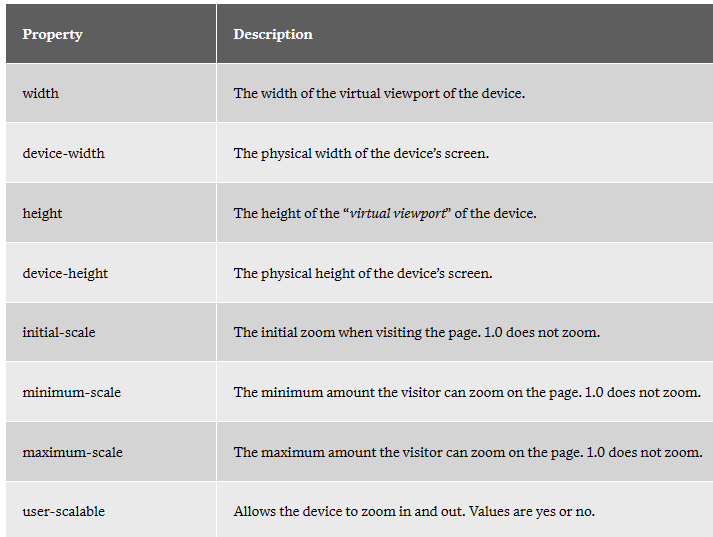 Property Description
width The width of the virtual viewport of the device.
device-width The physical width of the device’s screen.
height The height of the “virtual viewport” of the device.
device-height The physical height of the device’s screen.
initial-scale The initial zoom when visiting the page. 1.0 does not zoom.
minimum-scale The minimum amount the visitor can zoom on the page. 1.0 does not zoom.
maximum-scale The maximum amount the visitor can zoom on the page. 1.0 does not zoom.
user-scalable Allows the device to zoom in and out. Values are yes or no.